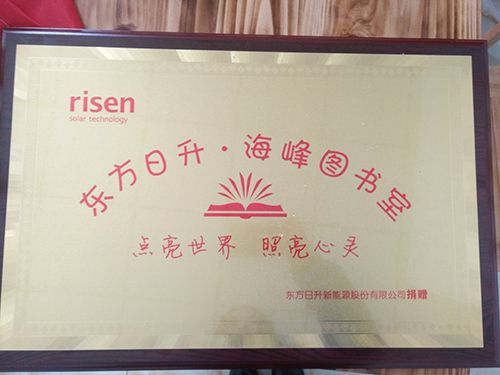 risen
solar technology
东方日升·海峰图书室
点亮世界 照亮心灵
东方日升新能源股份有限公司捐赠